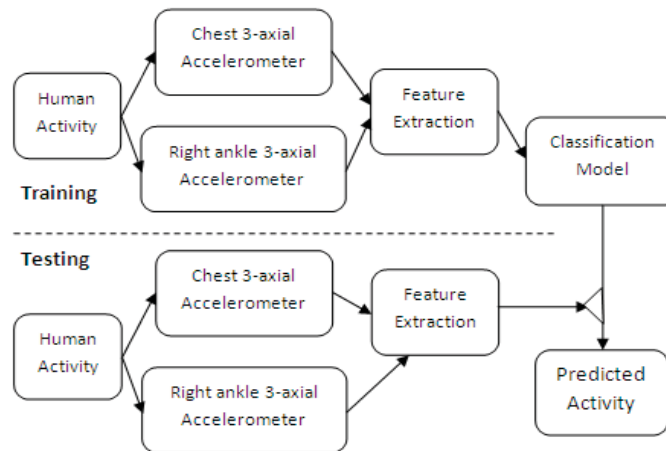 Human
Activity
Chest 3-axial
Accelerometer
Right ankle 3-axial
Accelerometer
Feature
Extraction
Classification
Model
Training
Testing
Human
Activity
Chest 3-axial
Accelerometer
Right ankle 3-axial
Accelerometer
Feature
Extraction
Predicted
Activity